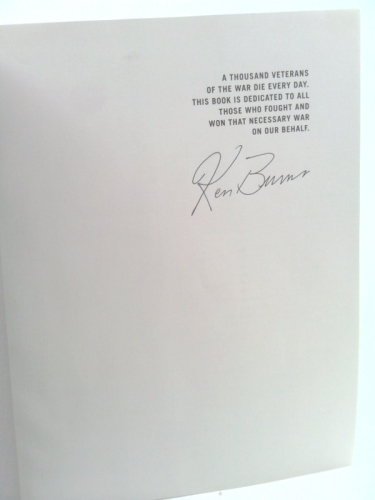 A THOUSAND VETERANS
OF THE WAR DIE EVERY DAY.
THIS BOOK IS DEDICATED TO ALL
THOSE WHO FOUGHT AND
WON THAT NECESSARY WAR
ON OUR BEHALF.
Ken Burns